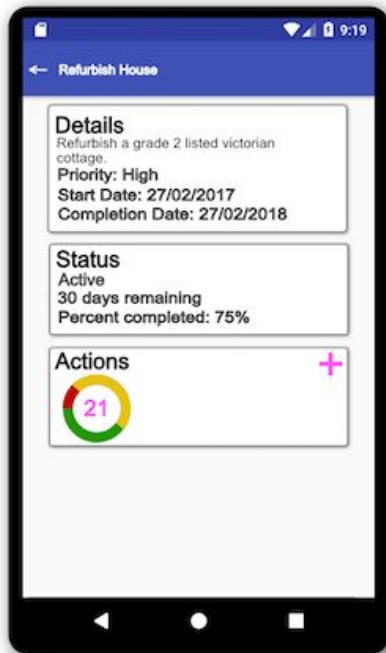 9:19
Refurbish House
Details
Refurbish a grade 2 listed victorian
cottage.
Priority: High
Start Date: 27/02/2017
Completion Date: 27/02/2018
Status
Active
30 days remaining
Percent completed: 75%
Actions
21